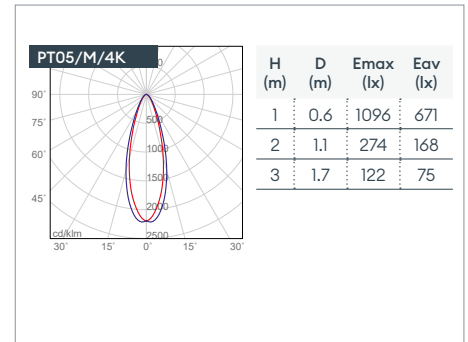 PT05/M/4K
0
90°
75°
60°
45°
500
1000
1500
2000
2500
cd/klm
30° 15° 0° 15° 30°
H D Emax Eav
(m) (m) (lx) (lx)
1 0.6 1096 671
2 1.1 274 168
3 1.7 122 75